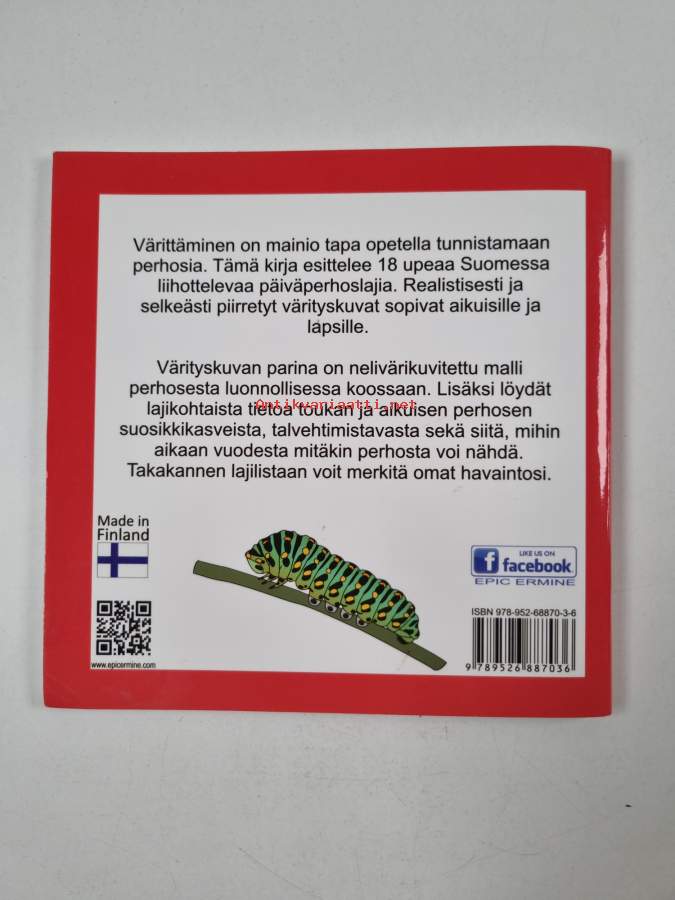 Värittäminen on mainio tapa opetella tunnistamaan
perhosia. Tämä kirja esittelee 18 upeaa Suomessa
liihottelevaa päiväperhoslajia. Realistisesti ja
selkeästi piirretyt värityskuvat sopivat aikuisille ja
lapsille.
Värityskuvan parina on nelivärikuvitettu malli
perhosesta luonnollisessa koossaan. Lisäksi löydät
Antikvariaatti.net
lajikohtaista tietoa toukan ja aikuisen perhosen
suosikkikasveista, talvehtimistavasta sekä siitä, mihin
aikaan vuodesta mitäkin perhosta voi nähdä.
Takakannen lajilistaan voit merkitä omat havaintosi.
Made in
Finland
www.epicermine.com
LIKE US ON
f facebook
EPIC ERMINE
ISBN 978-952-68870-3-6
9 789526 887036